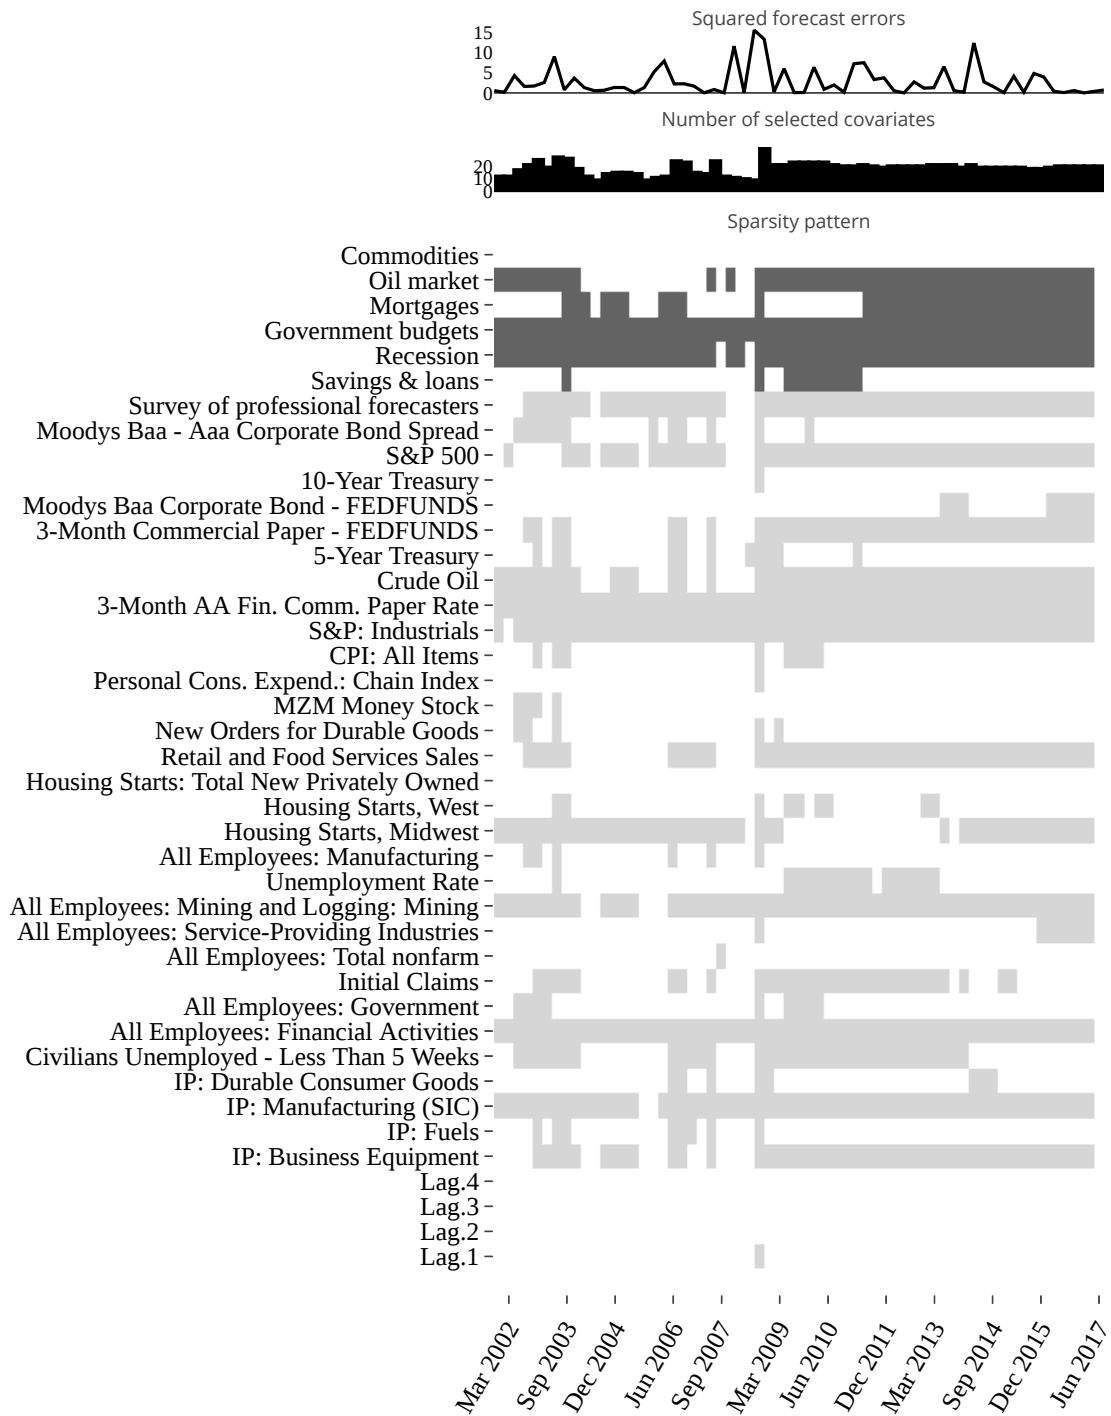 Squared forecast errors
15
10
5
0
Number of selected covariates
20
10
0
Sparsity pattern
Commodities
Oil market
Mortgages
Government budgets
Recession
Savings & loans
Survey of professional forecasters
Moodys Baa - Aaa Corporate Bond Spread
S&P 500
10-Year Treasury
Moodys Baa Corporate Bond - FEDFUNDS
3-Month Commercial Paper - FEDFUNDS
5-Year Treasury
Crude Oil
3-Month AA Fin. Comm. Paper Rate
S&P: Industrials
CPI: All Items
Personal Cons. Expend.: Chain Index
MZM Money Stock
New Orders for Durable Goods
Retail and Food Services Sales
Housing Starts: Total New Privately Owned
Housing Starts, West
Housing Starts, Midwest
All Employees: Manufacturing
Unemployment Rate
All Employees: Mining and Logging: Mining
All Employees: Service-Providing Industries
All Employees: Total nonfarm
Initial Claims
All Employees: Government
All Employees: Financial Activities
Civilians Unemployed - Less Than 5 Weeks
IP: Durable Consumer Goods
IP: Manufacturing (SIC)
IP: Fuels
IP: Business Equipment
Lag.4
Lag.3
Lag.2
Lag.1
Mar 2002
Sep 2003
Dec 2004
Jun 2006
Sep 2007
Mar 2009
Jun 2010
Dec 2011
Mar 2013
Sep 2014
Dec 2015
Jun 2017